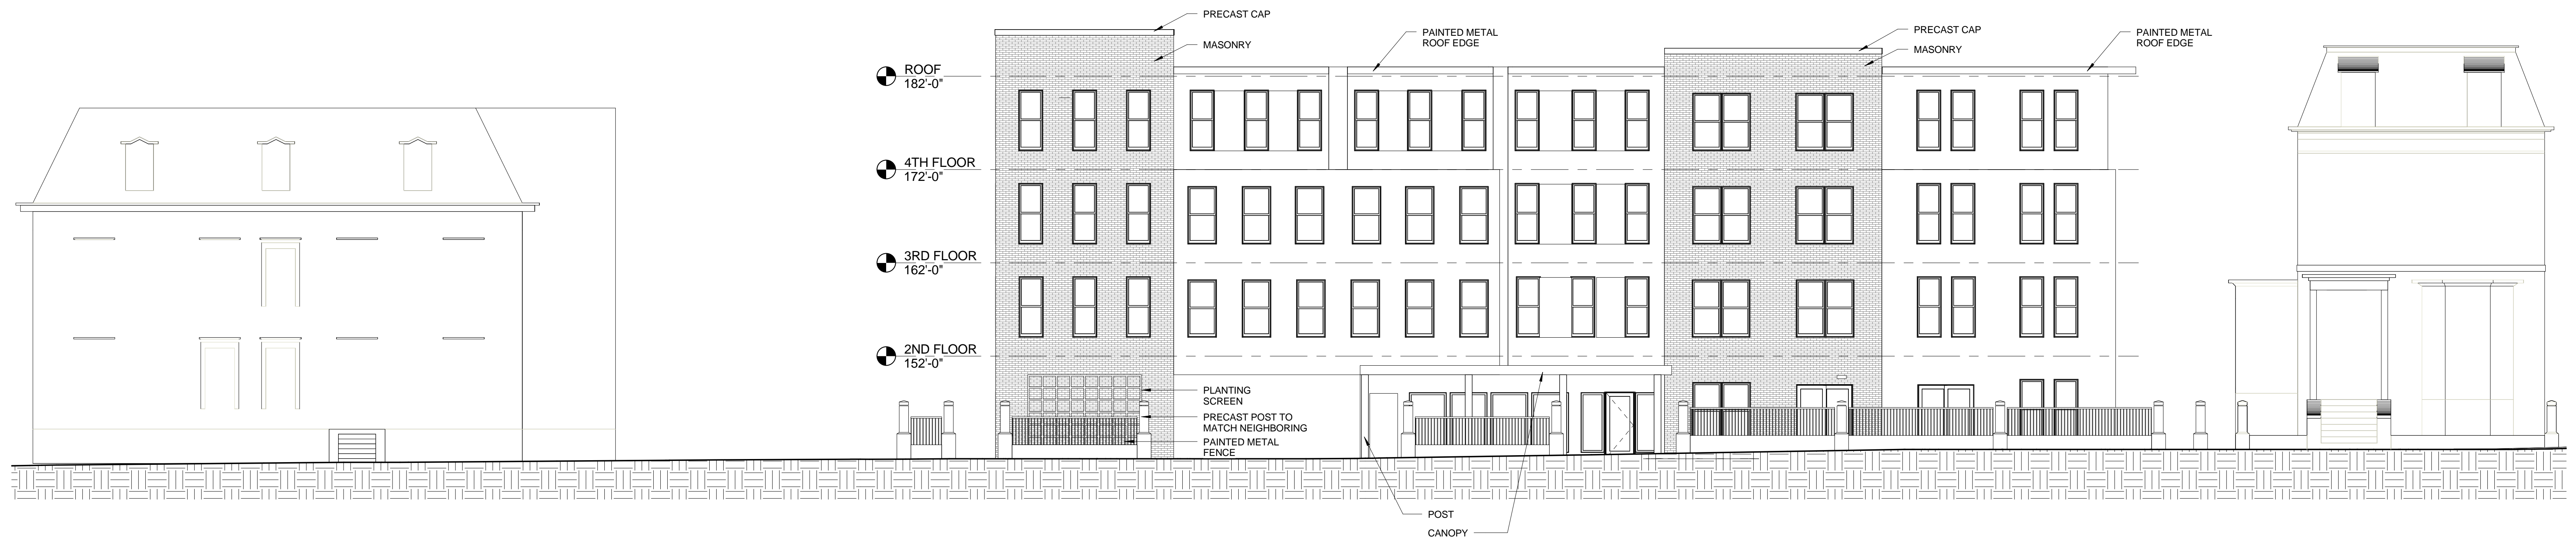 PRECAST CAP
MASONRY
PAINTED METAL
ROOF EDGE
PRECAST CAP
MASONRY
PAINTED METAL
ROOF EDGE
ROOF
182'-0"
4TH FLOOR
172'-0"
3RD FLOOR
162'-0"
2ND FLOOR
152'-0"
PLANTING
SCREEN
PRECAST POST TO
MATCH NEIGHBORING
PAINTED METAL
FENCE
POST
CANOPY